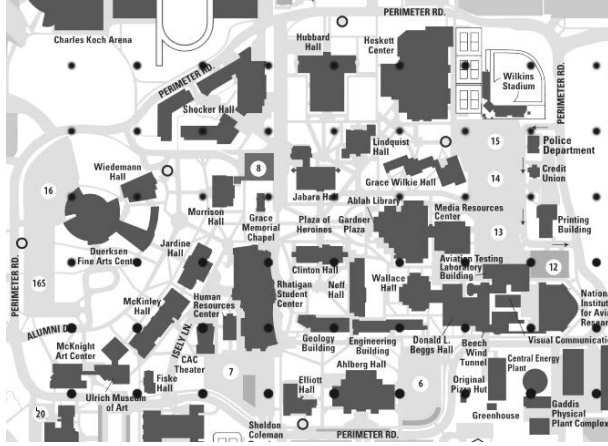 PERIMETER RD.
Charles Koch Arena
Hubbard
Hall
Heskett
Center
PERIMETER RD.
Wilkins
Stadium
PERIMETER RD.
Shocker Hall
Lindquist
Hall
15
Police
Department
Wiedemann
Hall
8
Grace Wilkie Hall
14
Credit
Union
16
Jabara Hall
Morrison
Hall
Grace
Memorial
Chapel
Plaza of
Heroines
Ablah Library
Gardner
Plaza
Media Resources
Center
13
Printing
Building
Duerksen
Fine Arts Center
Jardine
Hall
Clinton Hall
Aviation Testing
Laboratory
Building
12
PERIMETER RD.
16S
McKinley
Hall
Human
Resources
Center
Rhatigan
Student
Center
Neff
Hall
Wallace
Hall
Nation
Institut
for Avia
Resear
ALUMNI D
ISELY LN.
Geology
Building
Engineering
Building
Donald L.
Beggs Hall
Beech
Wind
Tunnel
Visual Communicatio
McKnight
Art Center
CAC
Theater
Fiske
Hall
7
Elliott
Hall
Ahlberg Hall
6
Original
Pizza Hut
Central Energy
Plant
Ulrich Museum
of Art
Greenhouse
Gaddis
Physical
Plant Complex
20
Sheldon
Coleman
PERIMETER RD.